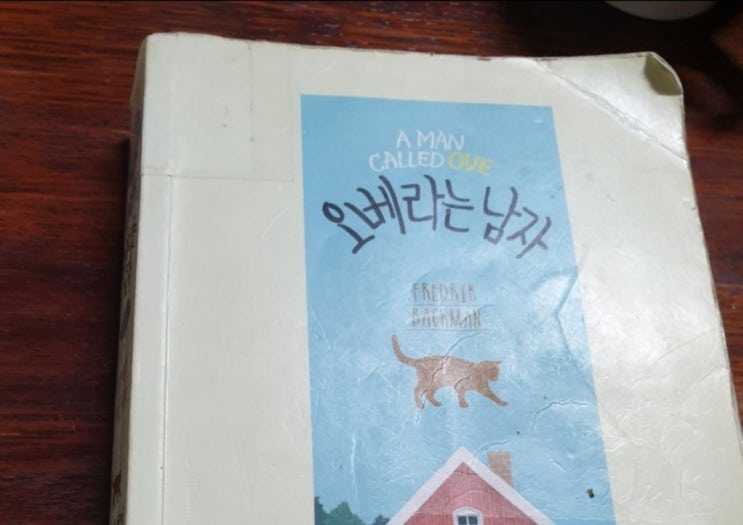 A MAN
CALLED OVE
오베라는 남자
FREDRIK
BACKMAN